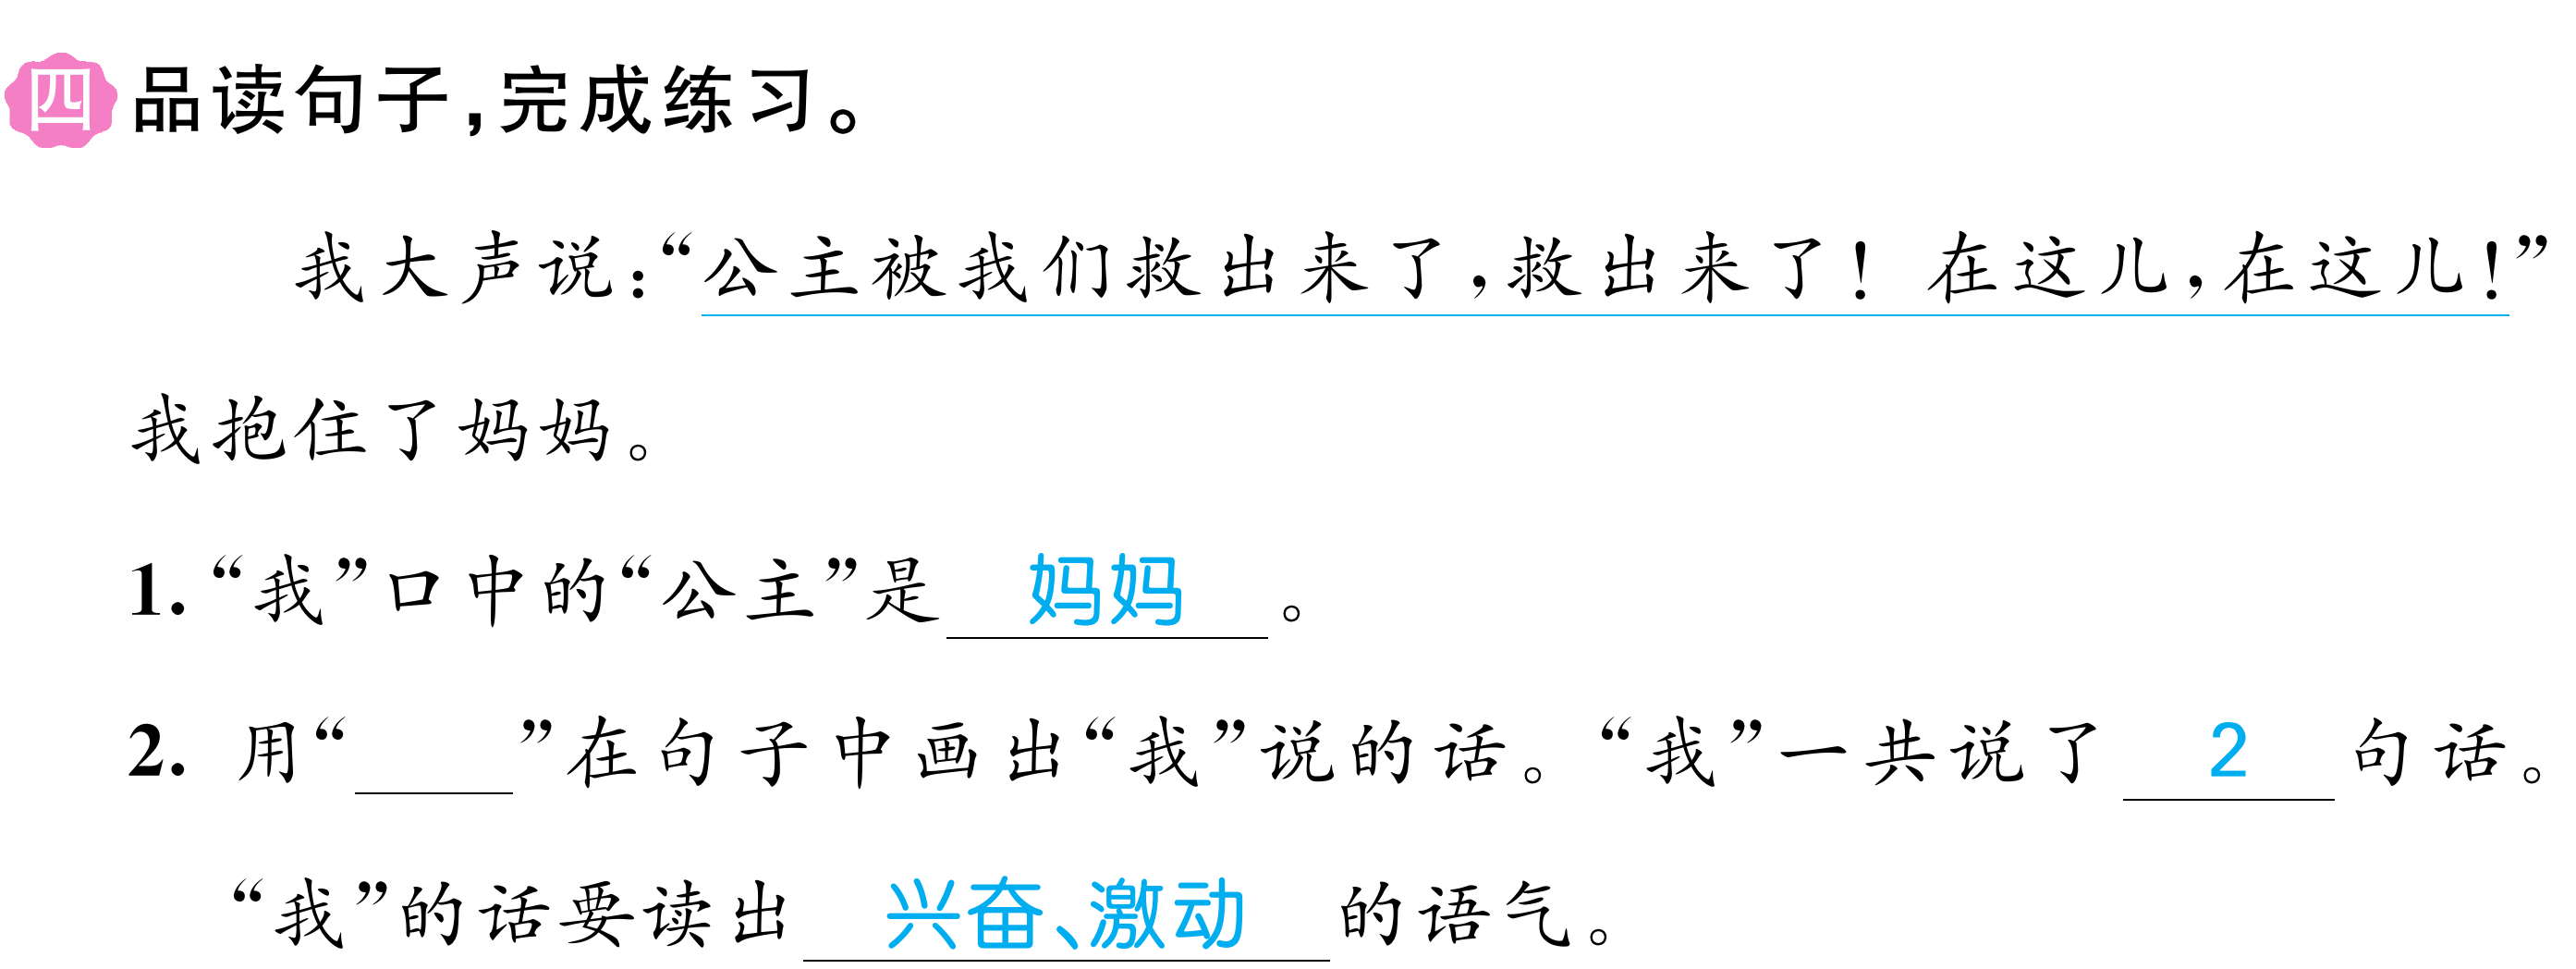 四 品读句子,完成练习。
我大声说:“公主被我们救出来了,救出来了! 在这儿,在这儿!”
我抱住了妈妈。
1. “我”口中的“公主”是 妈妈 。
2. 用“____”在句子中画出“我”说的话。“我”一共说了 2 句话。
“我”的话要读出 兴奋、激动 的语气。